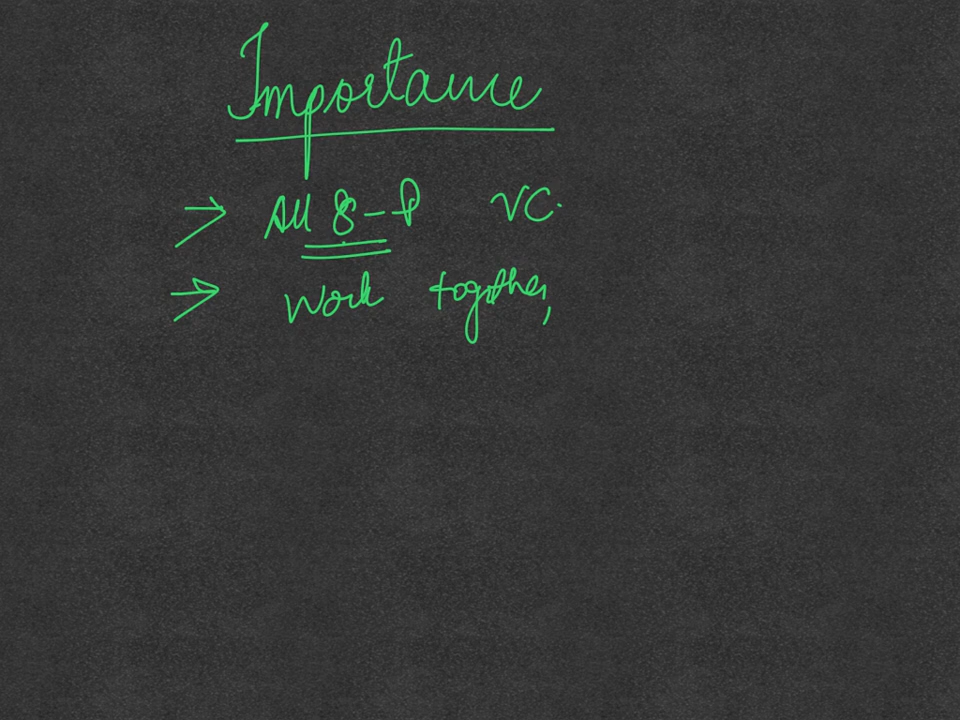 Importance
→ All 8-P VC.
→ Work together,